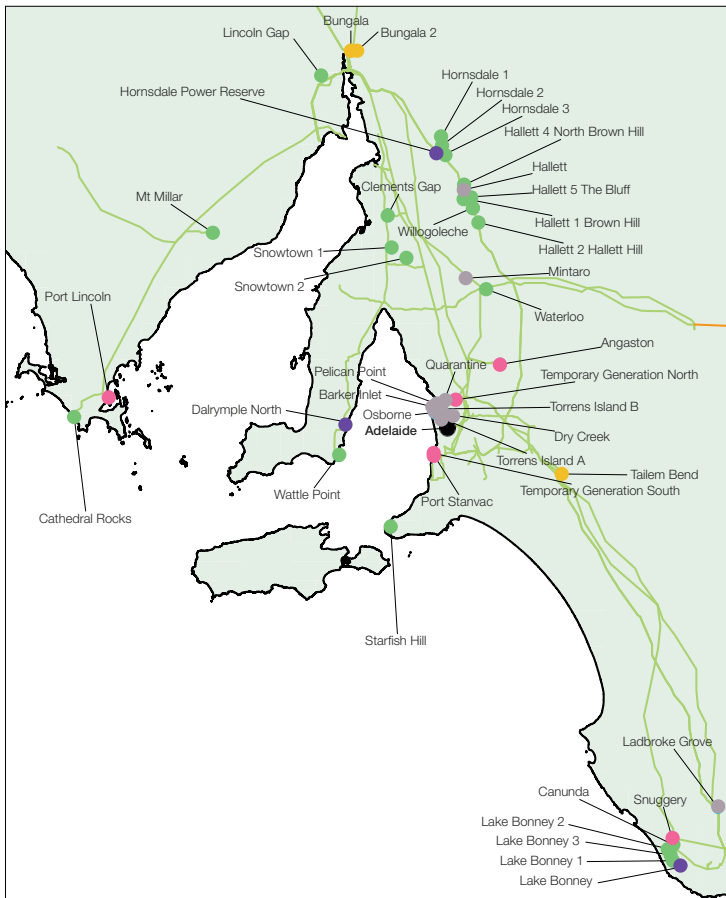 Bungala
Lincoln Gap
Bungala 2
Hornsdale 1
Hornsdale Power Reserve
Hornsdale 2
Hornsdale 3
Hallett 4 North Brown Hill
Hallett
Clements Gap
Hallett 5 The Bluff
Mt Millar
Hallett 1 Brown Hill
Willogoleche
Hallett 2 Hallett Hill
Snowtown 1
Mintaro
Snowtown 2
Port Lincoln
Waterloo
Angaston
Quarantine
Pelican Point
Temporary Generation North
Barker Inlet
Torrens Island B
Dalrymple North
Osborne
Adelaide
Dry Creek
Torrens Island A
Tailem Bend
Wattle Point
Temporary Generation South
Port Stanvac
Cathedral Rocks
Starfish Hill
Ladbroke Grove
Canunda
Snuggery
Lake Bonney 2
Lake Bonney 3
Lake Bonney 1
Lake Bonney